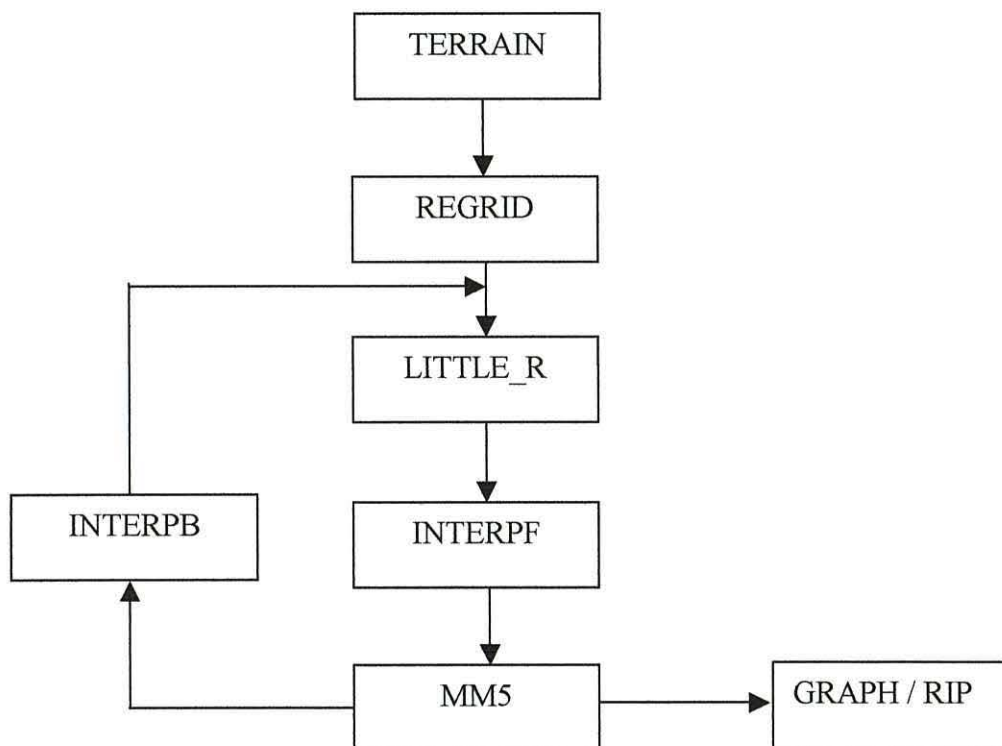 TERRAIN
REGRID
LITTLE_R
INTERPB
INTERPF
MM5
GRAPH / RIP